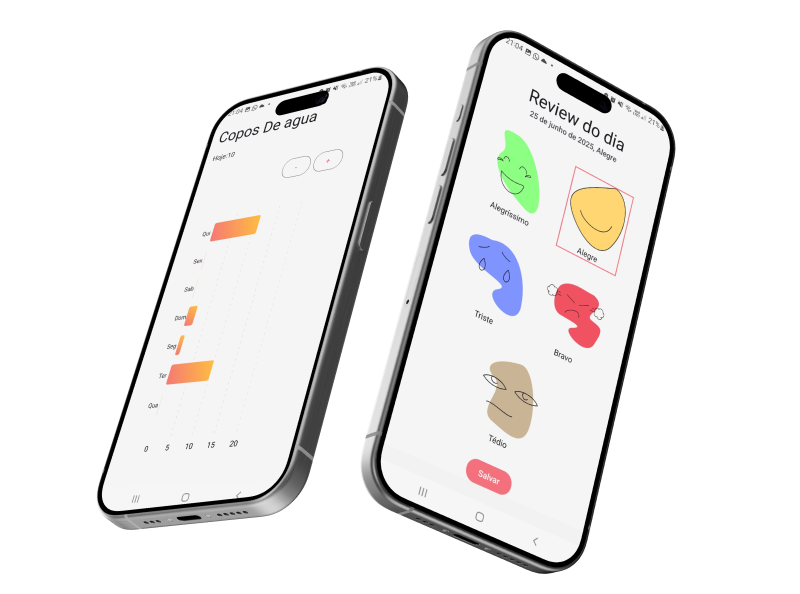 21:04
21%
Copos De agua
Hoje:10
- +
Qui
Sex
Sab
Dom
Seg
Ter
Qua
0 5 10 15 20
21:04
21%
Review do dia
25 de junho de 2025, Alegre
Alegríssimo
Alegre
Triste
Bravo
Tédio
Salvar